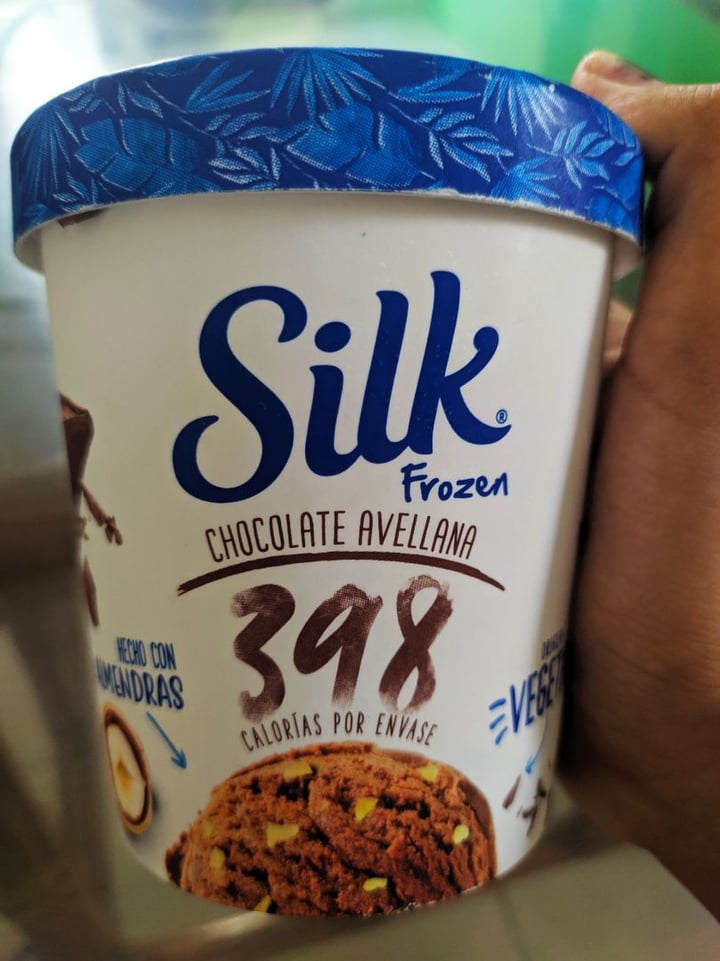 Silk®
Frozen
CHOCOLATE AVELLANA
398
CALORÍAS POR ENVASE
HECHO CON
ALMENDRAS